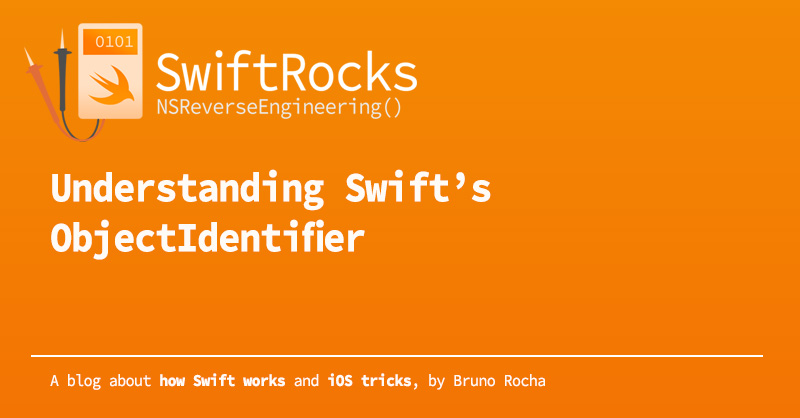 0101
SwiftRocks
NSReverseEngineering()
Understanding Swift’s
ObjectIdentifier
A blog about how Swift works and iOS tricks, by Bruno Rocha